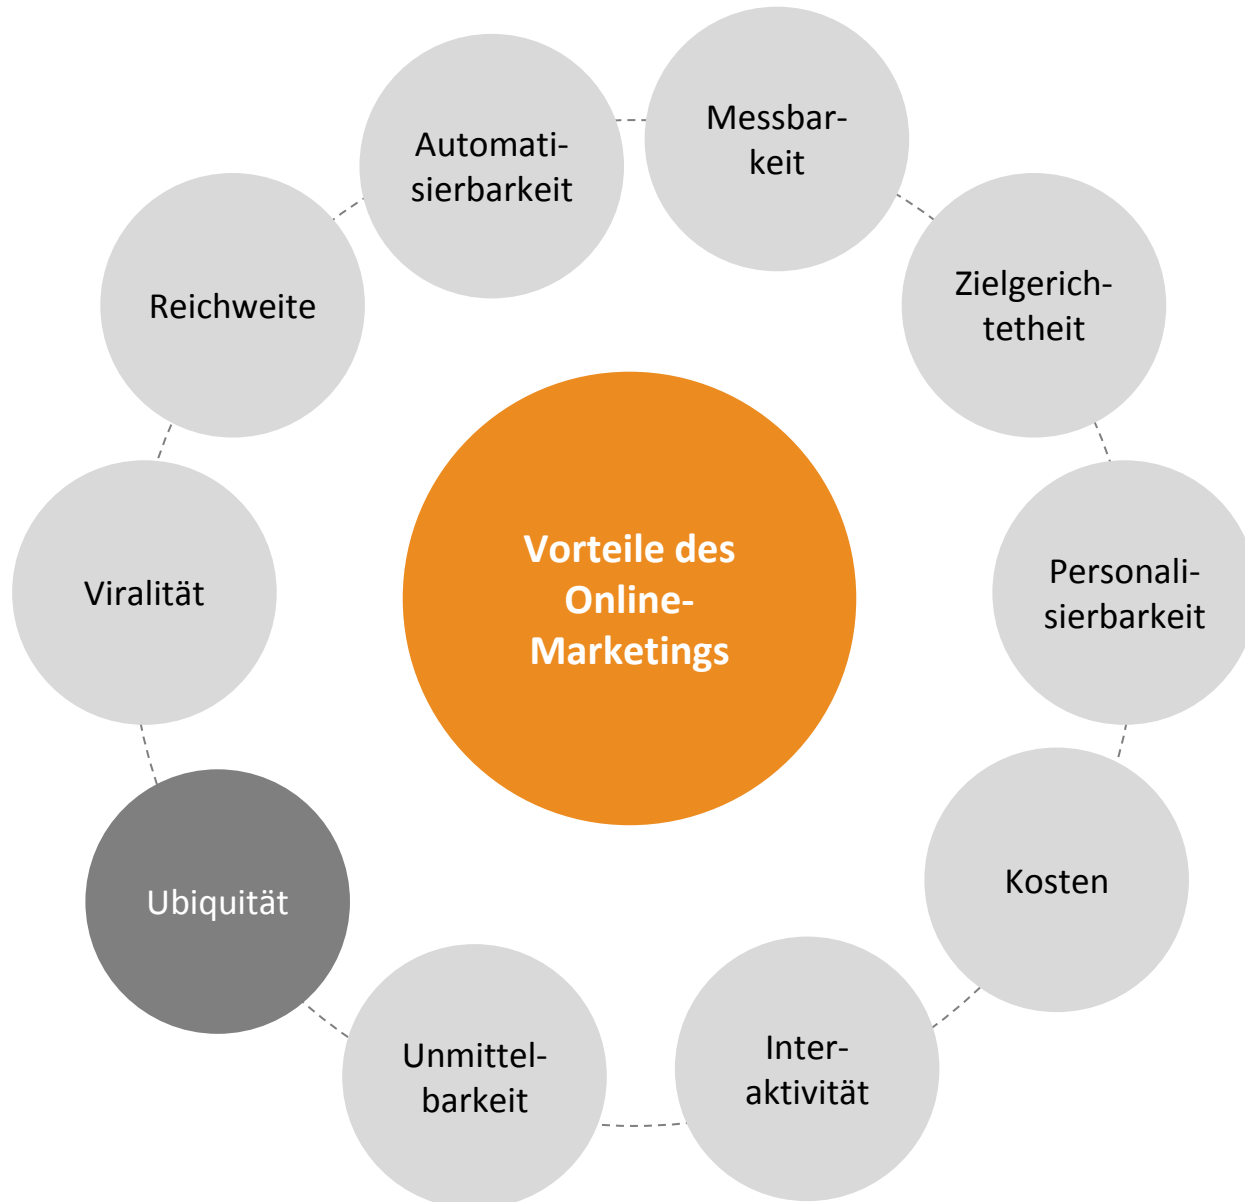 Messbar-
keit
Automati-
sierbarkeit
Zielgerich-
tetheit
Reichweite
Vorteile des
Online-
Marketings
Personali-
sierbarkeit
Viralität
Kosten
Ubiquität
Inter-
aktivität
Unmittel-
barkeit